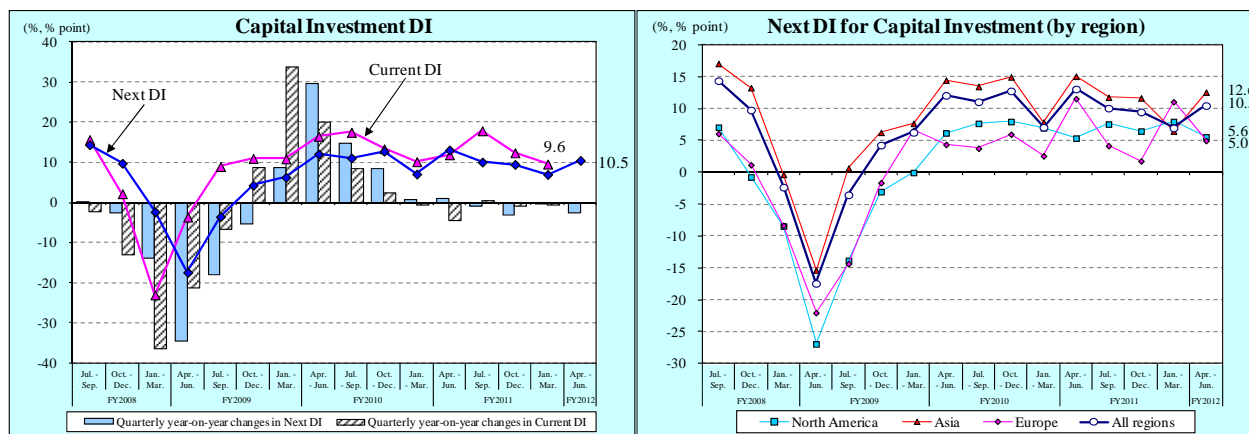 (%, % point)
Capital Investment DI
40
30
20
10
0
-10
-20
-30
-40
Next DI
Current DI
9.6
10.5
Jul. - Sep.
Oct. - Dec.
Jan. - Mar.
Apr. - Jun.
Jul. - Sep.
Oct. - Dec.
Jan. - Mar.
Apr. - Jun.
Jul. - Sep.
Oct. - Dec.
Jan. - Mar.
Apr. - Jun.
Jul. - Sep.
Oct. - Dec.
Jan. - Mar.
Apr. - Jun.
FY2008
FY2009
FY2010
FY2011
FY2012
Quarterly year-on-year changes in Next DI
Quarterly year-on-year changes in Current DI
(%, % point)
Next DI for Capital Investment (by region)
20
15
10
5
0
-5
-10
-15
-20
-25
-30
12.6
10.
5.6
5.0
Jul. - Sep.
Oct. - Dec.
Jan. - Mar.
Apr. - Jun.
Jul. - Sep.
Oct. - Dec.
Jan. - Mar.
Apr. - Jun.
Jul. - Sep.
Oct. - Dec.
Jan. - Mar.
Apr. - Jun.
Jul. - Sep.
Oct. - Dec.
Jan. - Mar.
Apr. - Jun.
FY2008
FY2009
FY2010
FY2011
FY2012
North America
Asia
Europe
All regions